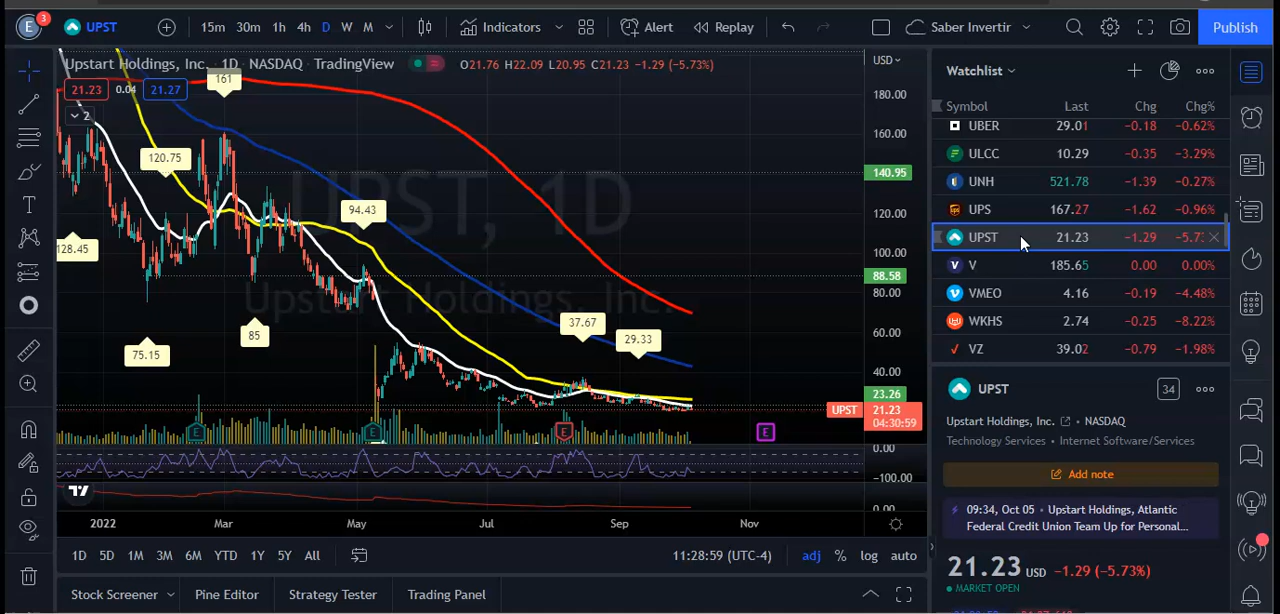 E
UPST
15m 30m 1h 4h D W M
Indicators
Alert
Replay
Saber Invertir
Publish
Upstart Holdings, Inc. · 1D · NASDAQ TradingView
O21.76 H22.09 L20.95 C21.23 −1.29 (−5.73%)
USD
21.23 0.04 21.27
2
161
120.75
128.45
94.43
85
75.15
37.67
29.33
UPST, 1D
Upstart Holdings, Inc.
180.00
160.00
140.95
120.00
100.00
88.58
80.00
60.00
40.00
23.26
UPST 21.23
04:30:59
E E E E
0.00
−100.00
0.00
2022 Mar May Jul Sep Nov
1D 5D 1M 3M 6M YTD 1Y 5Y All
11:28:59 (UTC-4) adj % log auto
Stock Screener Pine Editor Strategy Tester Trading Panel
Watchlist
Symbol Last Chg Chg%
UBER 29.01 −0.18 −0.62%
ULCC 10.29 −0.35 −3.29%
UNH 521.78 −1.39 −0.27%
UPS 167.27 −1.62 −0.96%
UPST 21.23 −1.29
V 185.65 0.00 0.00%
VMEO 4.16 −0.19 −4.48%
WKHS 2.74 −0.25 −8.22%
VZ 39.02 −0.79 −1.98%
UPST
34
Upstart Holdings, Inc. • NASDAQ
Technology Services • Internet Software/Services
Add note
09:34, Oct 05 • Upstart Holdings, Atlantic
Federal Credit Union Team Up for Personal...
21.23 USD −1.29 (−5.73%)
MARKET OPEN